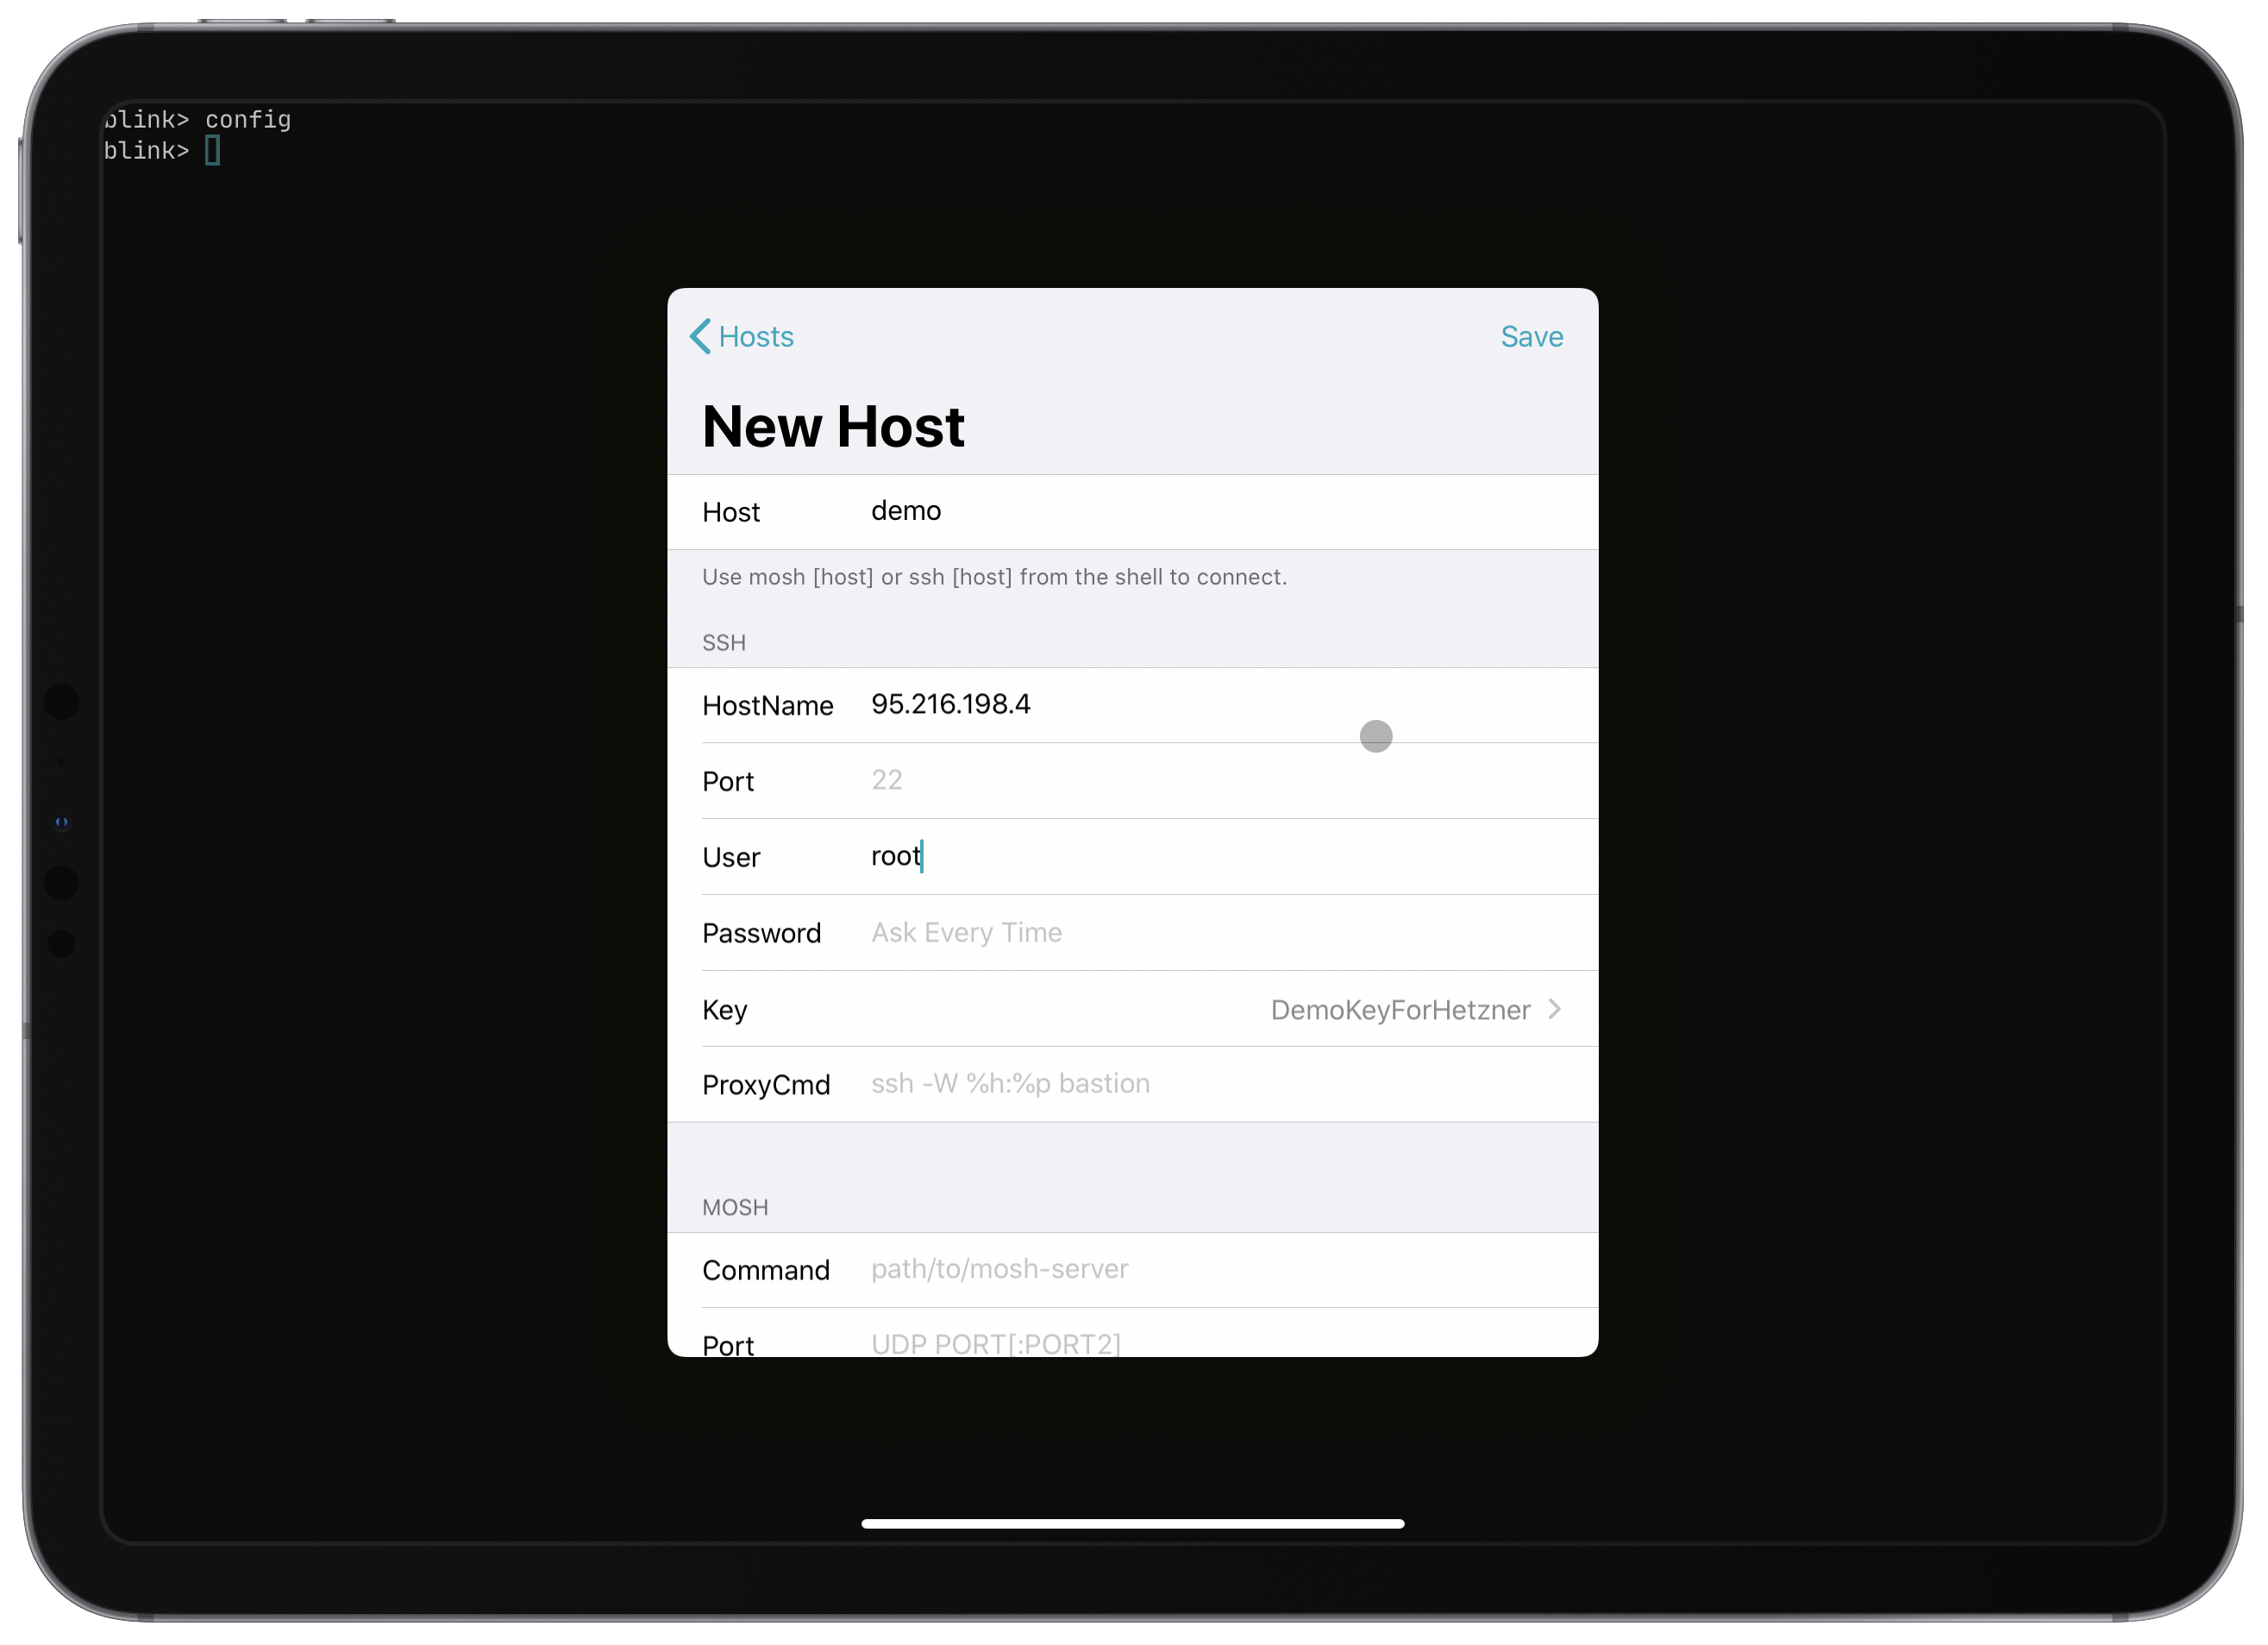 blink> config
blink>
Hosts Save
New Host
Host demo
Use mosh [host] or ssh [host] from the shell to connect.
SSH
HostName 95.216.198.4
Port 22
User root
Password Ask Every Time
Key DemoKeyForHetzner
ProxyCmd ssh -W %h:%p bastion
MOSH
Command path/to/mosh-server
Port UDP PORT[:PORT2]